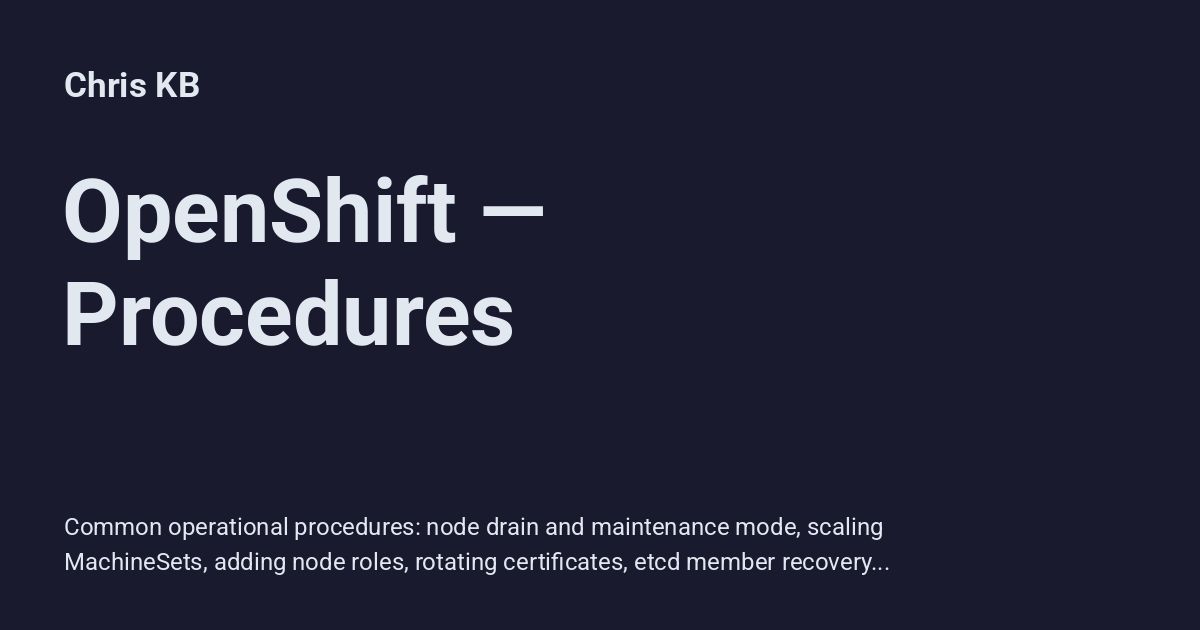 Chris KB
OpenShift —
Procedures
Common operational procedures: node drain and maintenance mode, scaling
MachineSets, adding node roles, rotating certificates, etcd member recovery...